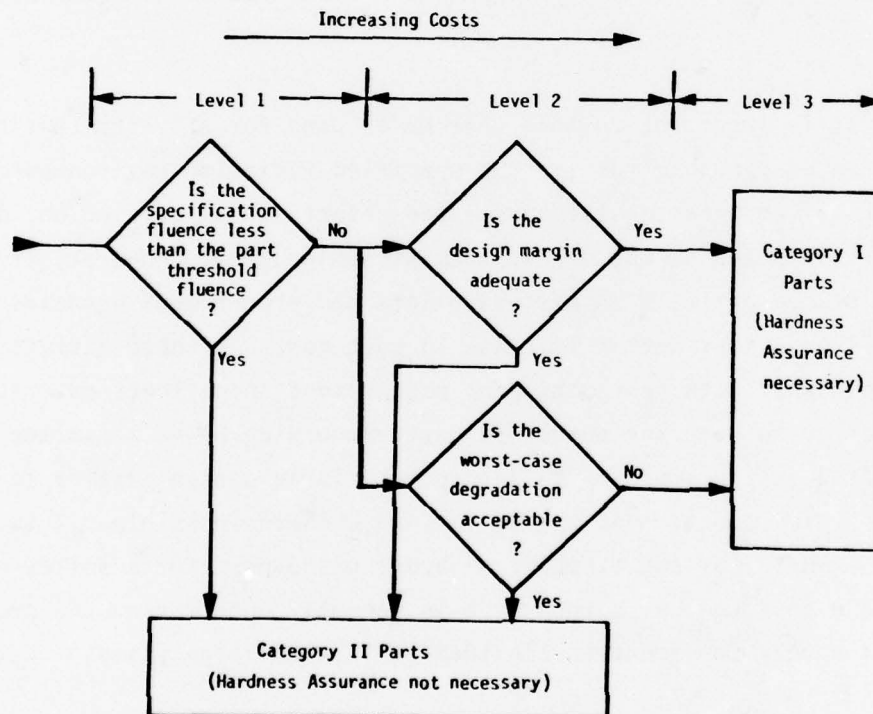 Increasing Costs
Level 1
Level 2
Level 3
Is the
specification
fluence less
than the part
threshold
fluence
?
No
Yes
Is the
design margin
adequate
?
Yes
Yes
Is the
worst-case
degradation
acceptable
?
No
Yes
Category I
Parts
(Hardness
Assurance
necessary)
Category II Parts
(Hardness Assurance not necessary)